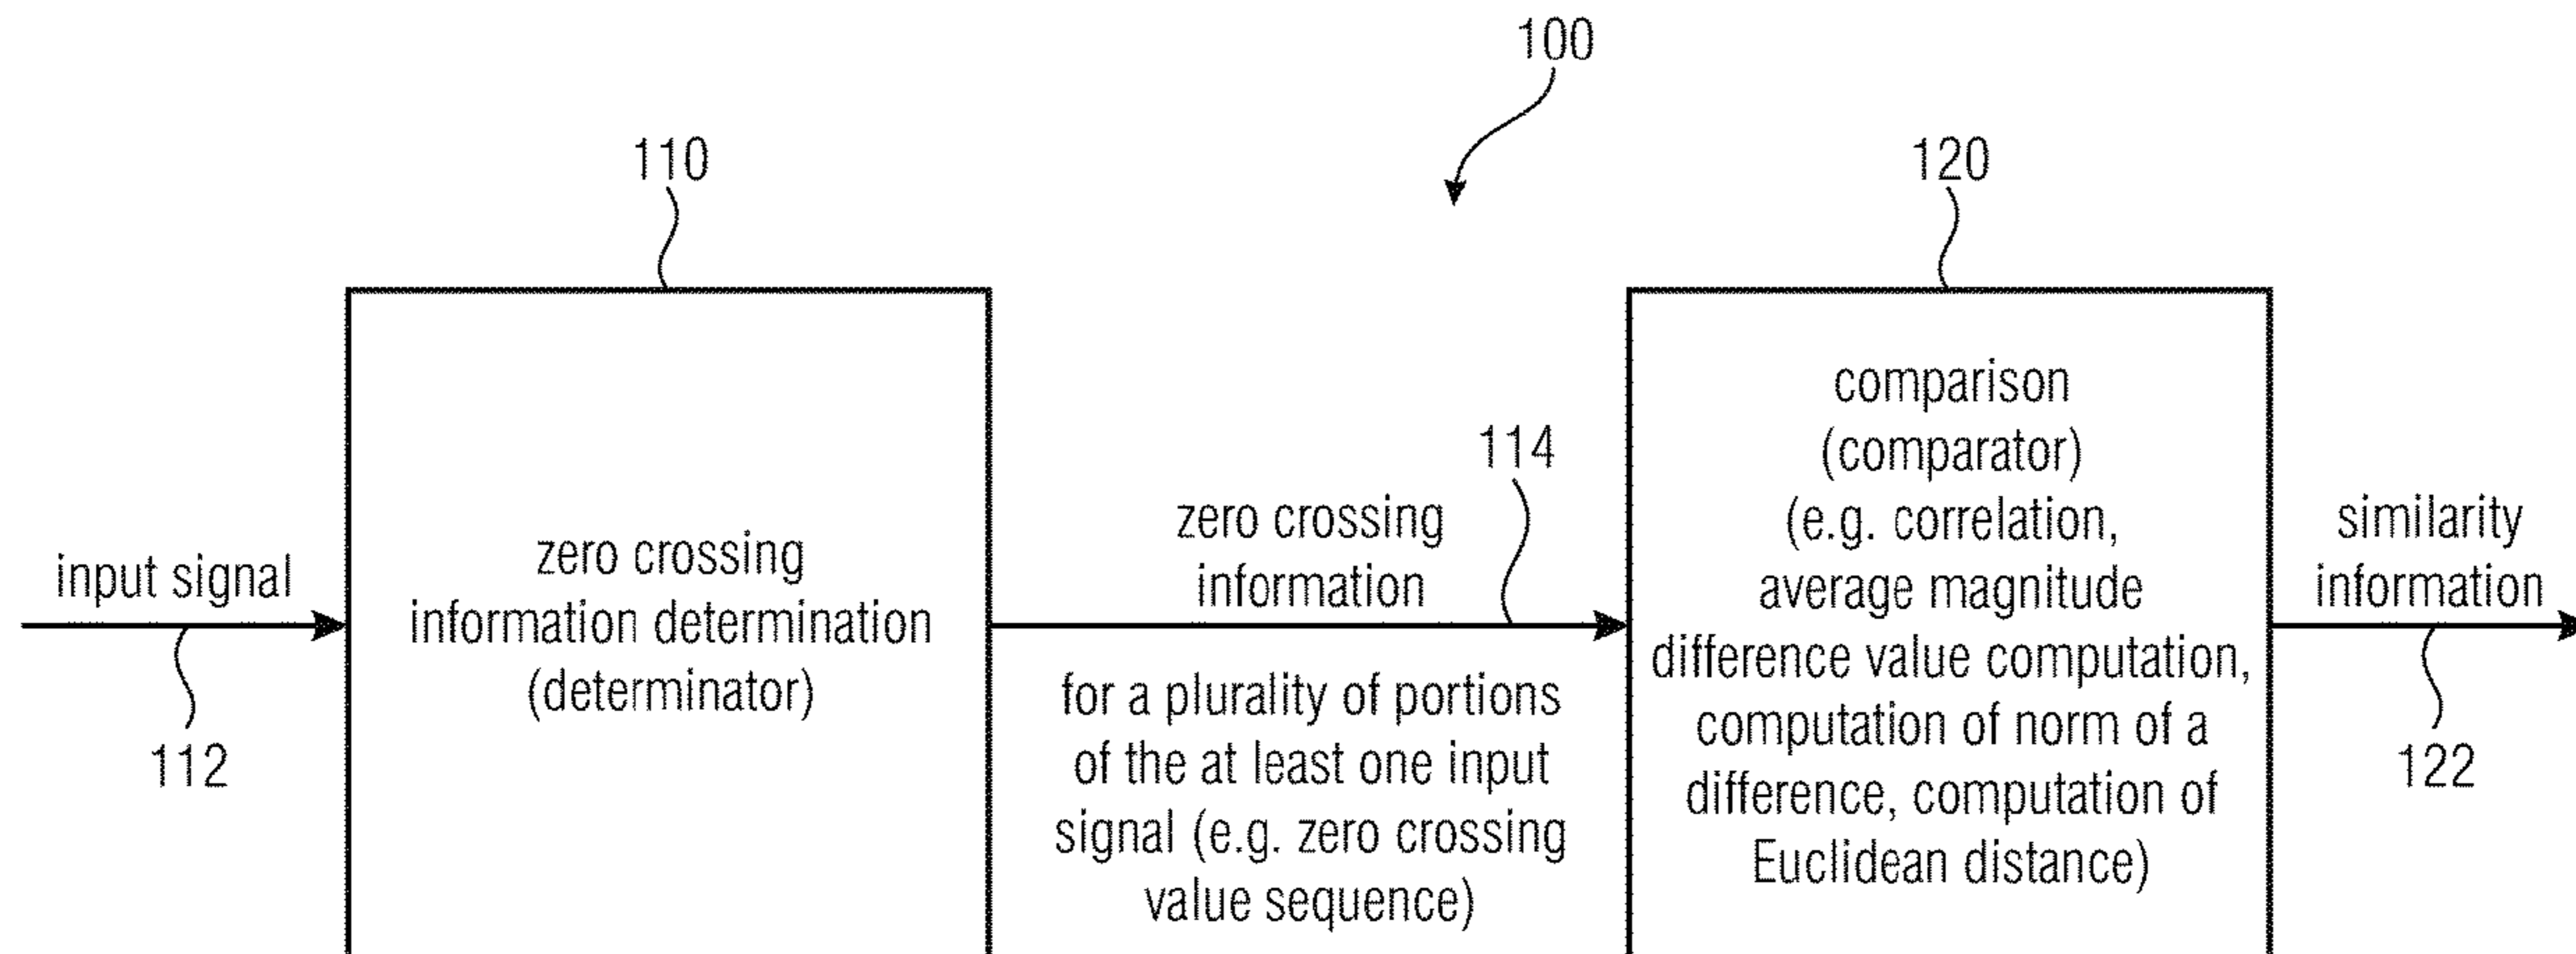 100
110
120
input signal
112
zero crossing
information determination
(determinator)
114
zero crossing
information
for a plurality of portions
of the at least one input
signal (e.g. zero crossing
value sequence)
comparison
(comparator)
(e.g. correlation,
average magnitude
difference value computation,
computation of norm of a
difference, computation of
Euclidean distance)
similarity
information
122